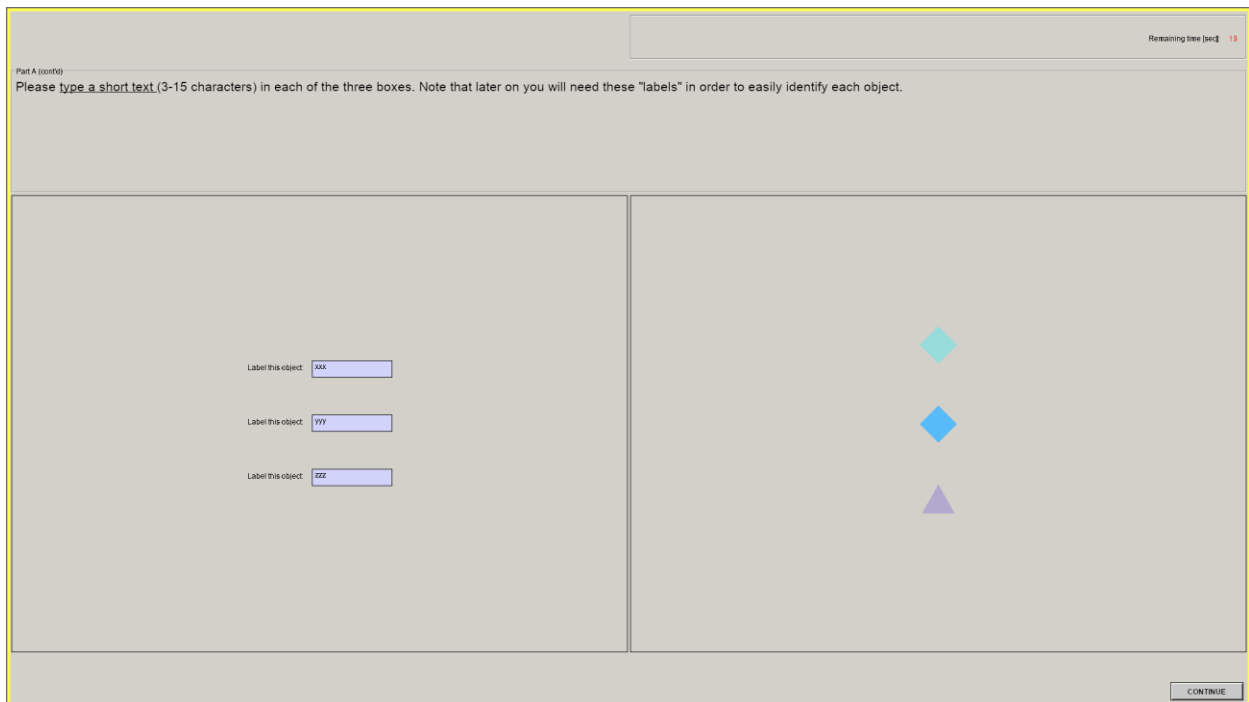 Remaining time [sec]:
Part A (cont'd)
Please type a short text (3-15 characters) in each of the three boxes. Note that later on you will need these "labels" in order to easily identify each object.
Label this object: xxx
Label this object: yyy
Label this object: zzz
CONTINUE